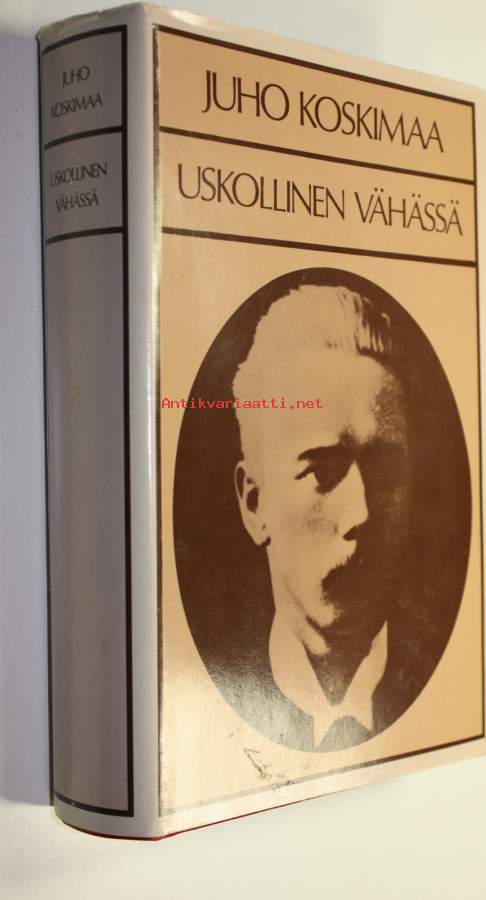 JUHO
KOSKIMAA
USKOLLINEN
VÄHÄSSÄ
JUHO KOSKIMAA
USKOLLINEN VÄHÄSSÄ
Antikvariaatti.net